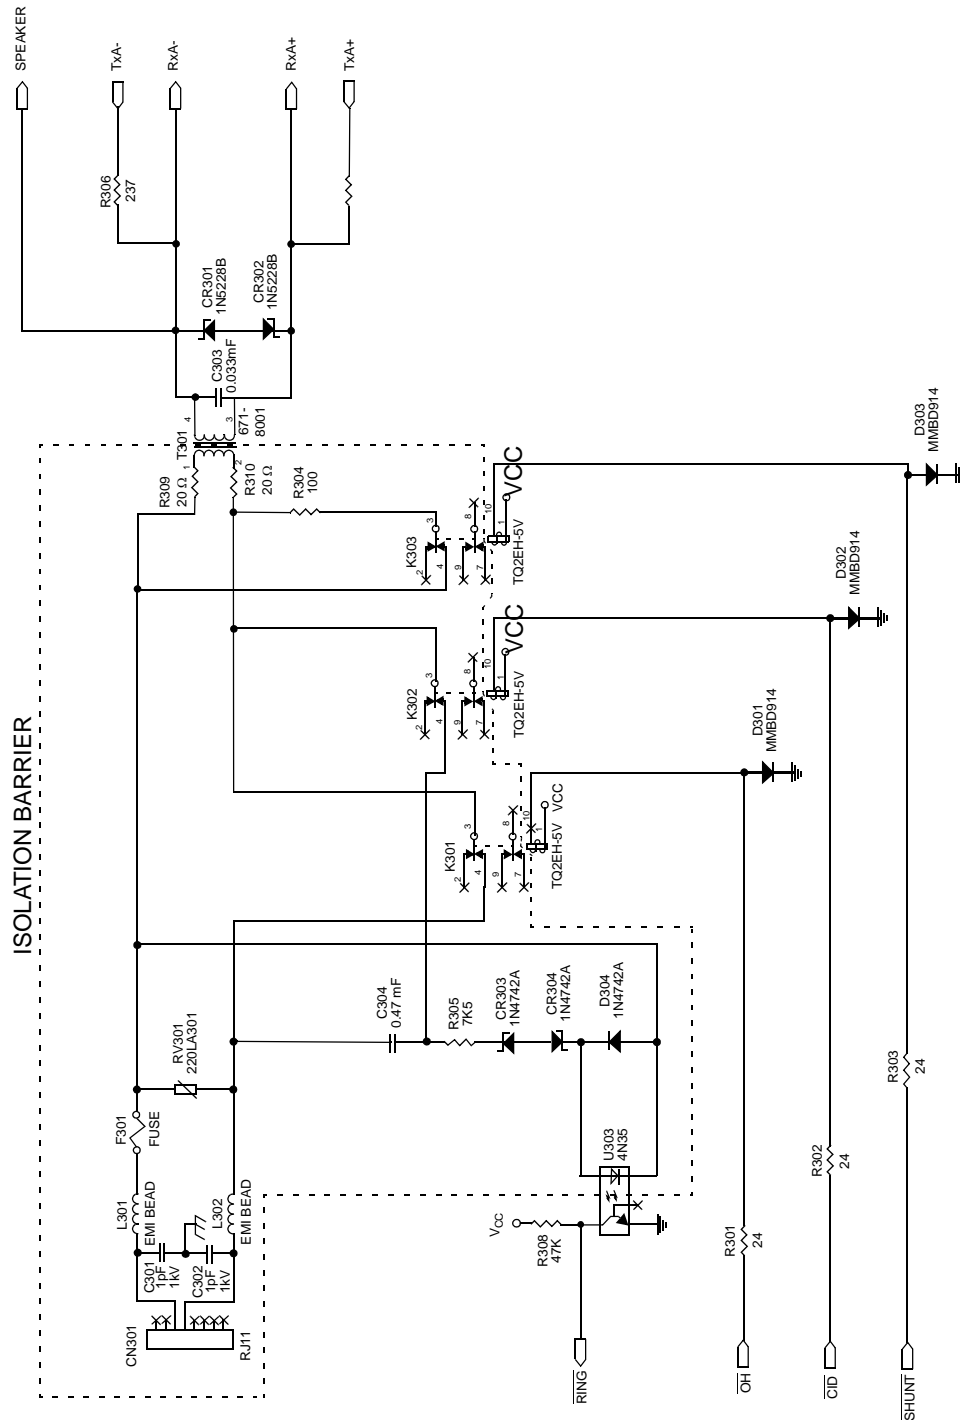 ISOLATION BARRIER
SPEAKER
TxA-
RxA-
RxA+
TxA+
R306
237
CR301
1N5228B
CR302
1N5228B
C303
0.033mF
T301
4
3
671-
8001
1
2
R309
20 Ω
R310
20 Ω
R304
100
K303
2
3
4
8
9
7
10
1
VCC
TQ2EH-5V
D303
MMBD914
K302
2
3
4
8
9
7
10
1
VCC
TQ2EH-5V
D302
MMBD914
K301
2
3
4
8
9
7
10
1
VCC
TQ2EH-5V
D301
MMBD914
C304
0.47 mF
R305
7K5
CR303
1N4742A
CR304
1N4742A
D304
1N4742A
RV301
220LA301
F301
FUSE
L301
EMI BEAD
L302
EMI BEAD
C301
1pF
1kV
C302
1pF
1kV
CN301
RJ11
U303
4N35
VCC
R308
47K
R303
24
R302
24
R301
24
RING
OH
CID
SHUNT